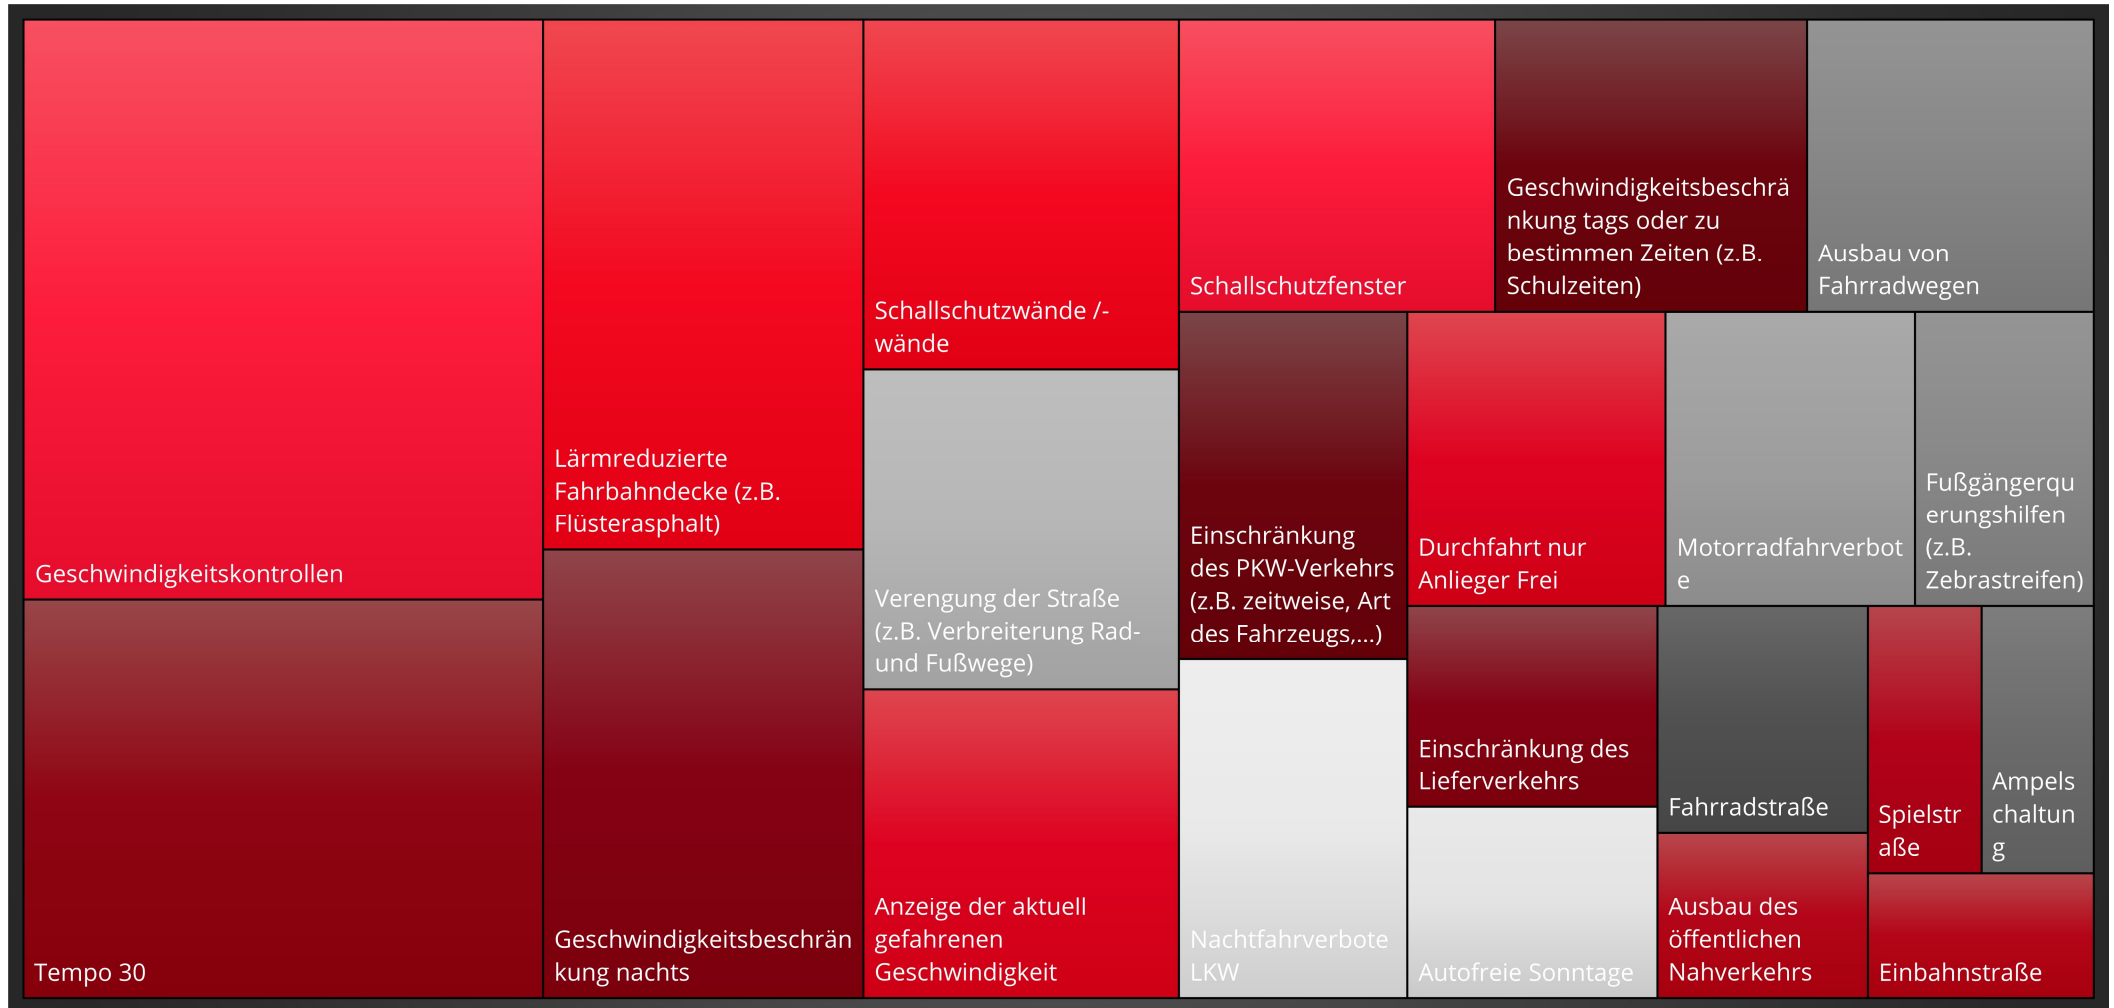 Geschwindigkeitskontrollen
Tempo 30
Lärmreduzierte
Fahrbahndecke (z.B.
Flüsterasphalt)
Geschwindigkeitsbeschrän
kung nachts
Schallschutzwände /-
wände
Verengung der Straße
(z.B. Verbreiterung Rad-
und Fußwege)
Anzeige der aktuell
gefahrenen
Geschwindigkeit
Schallschutzfenster
Geschwindigkeitsbeschrä
nkung tags oder zu
bestimmen Zeiten (z.B.
Schulzeiten)
Ausbau von
Fahrradwegen
Einschränkung
des PKW-Verkehrs
(z.B. zeitweise, Art
des Fahrzeugs,...)
Nachtfahrverbote
LKW
Durchfahrt nur
Anlieger Frei
Motorradfahrverbot
e
Fußgängerqu
erungshilfen
(z.B.
Zebrastreifen)
Einschränkung des
Lieferverkehrs
Autofreie Sonntage
Fahrradstraße
Ausbau des
öffentlichen
Nahverkehrs
Spielstr
aße
Ampels
chaltun
g
Einbahnstraße